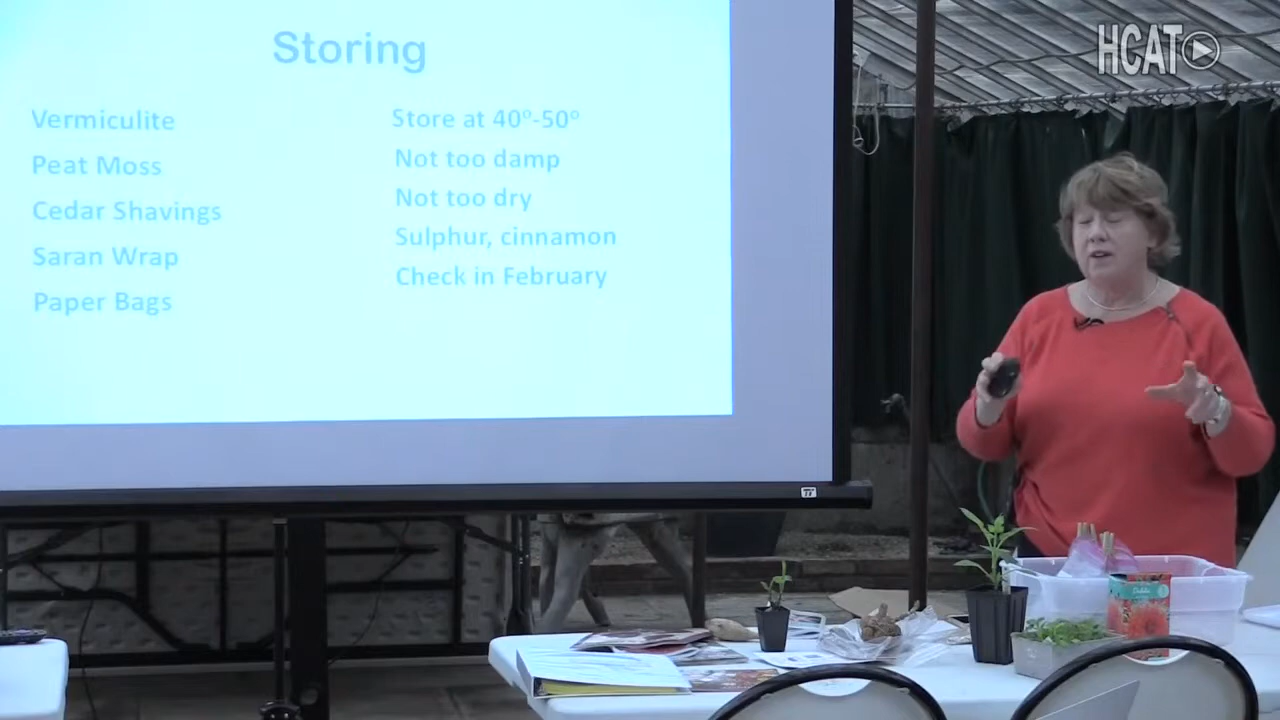 Storing
Vermiculite
Peat Moss
Cedar Shavings
Saran Wrap
Paper Bags
Store at 40º-50º
Not too damp
Not too dry
Sulphur, cinnamon
Check in February
HCAT
Dahlia